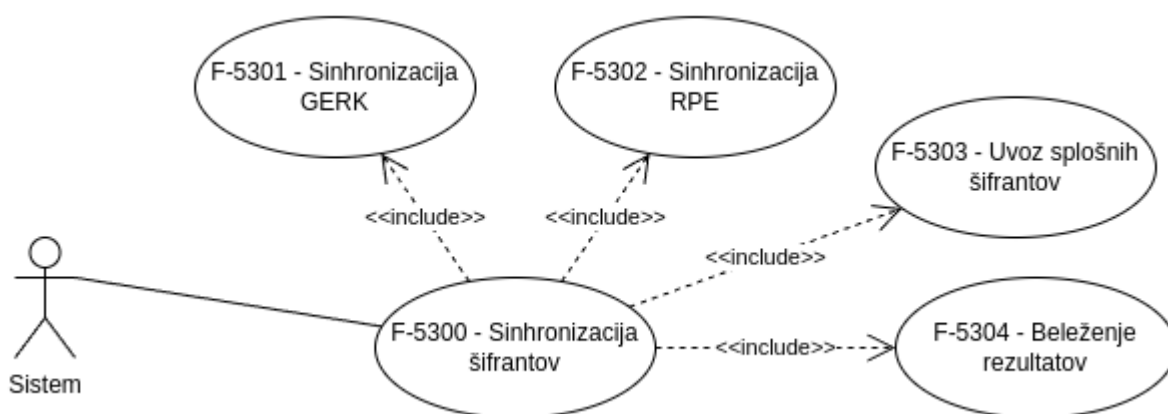 F-5301 - Sinhronizacija
GERK
F-5302 - Sinhronizacija
RPE
F-5303 - Uvoz splošnih
šifrantov
<<include>>
<<include>>
<<include>>
F-5300 - Sinhronizacija
šifrantov
<<include>>
F-5304 - Beleženje
rezultatov
Sistem